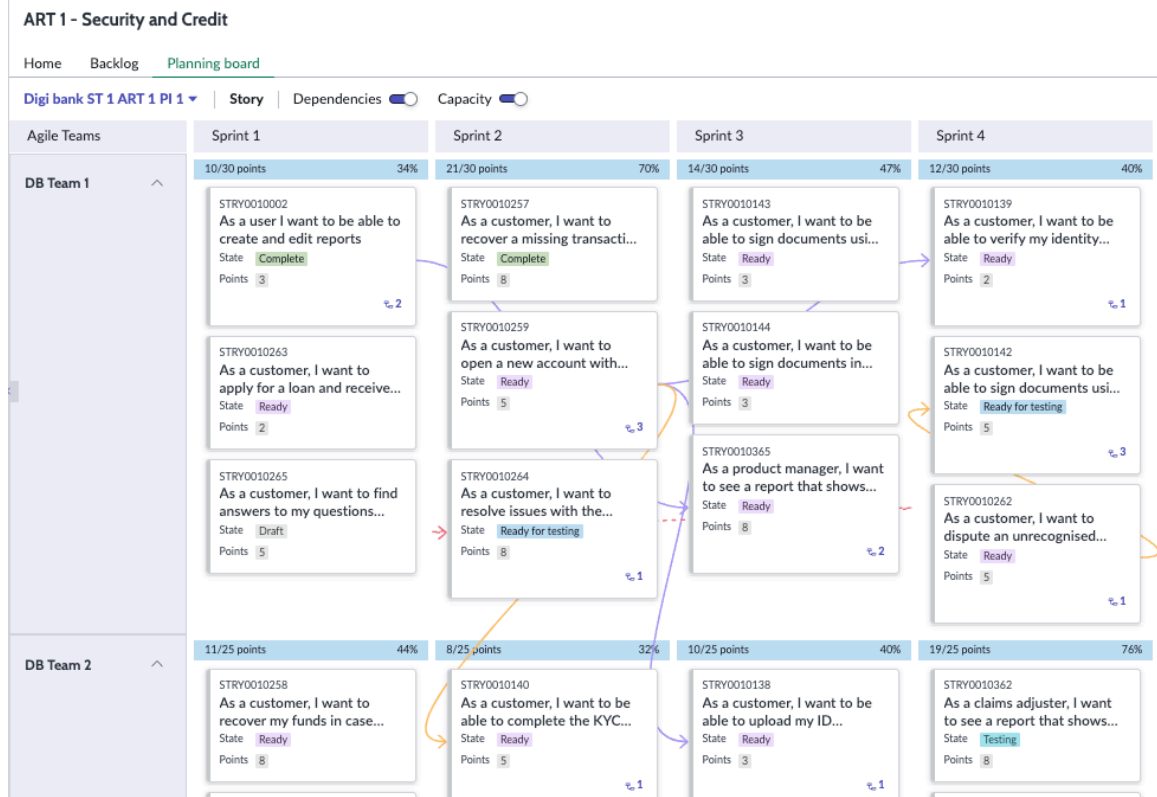 ART 1 - Security and Credit
Home Backlog Planning board
Digi bank ST 1 ART 1 PI 1 Story Dependencies Capacity
Agile Teams Sprint 1 Sprint 2 Sprint 3 Sprint 4
DB Team 1
10/30 points 34%
STRY0010002
As a user I want to be able to
create and edit reports
State Complete
Points 3
2
STRY0010263
As a customer, I want to
apply for a loan and receive...
State Ready
Points 2
STRY0010265
As a customer, I want to find
answers to my questions...
State Draft
Points 5
21/30 points 70%
STRY0010257
As a customer, I want to
recover a missing transacti...
State Complete
Points 8
STRY0010259
As a customer, I want to
open a new account with...
State Ready
Points 5
3
STRY0010264
As a customer, I want to
resolve issues with the...
State Ready for testing
Points 8
1
14/30 points 47%
STRY0010143
As a customer, I want to be
able to sign documents usi...
State Ready
Points 3
STRY0010144
As a customer, I want to be
able to sign documents in...
State Ready
Points 3
STRY0010365
As a product manager, I want
to see a report that shows...
State Ready
Points 8
2
12/30 points 40%
STRY0010139
As a customer, I want to be
able to verify my identity...
State Ready
Points 2
1
STRY0010142
As a customer, I want to be
able to sign documents usi...
State Ready for testing
Points 5
3
STRY0010262
As a customer, I want to
dispute an unrecognised...
State Ready
Points 5
1
DB Team 2
11/25 points 44%
STRY0010258
As a customer, I want to
recover my funds in case...
State Ready
Points 8
8/25 points 32%
STRY0010140
As a customer, I want to be
able to complete the KYC...
State Ready
Points 5
1
10/25 points 40%
STRY0010138
As a customer, I want to be
able to upload my ID...
State Ready
Points 3
1
19/25 points 76%
STRY0010362
As a claims adjuster, I want
to see a report that shows...
State Testing
Points 8